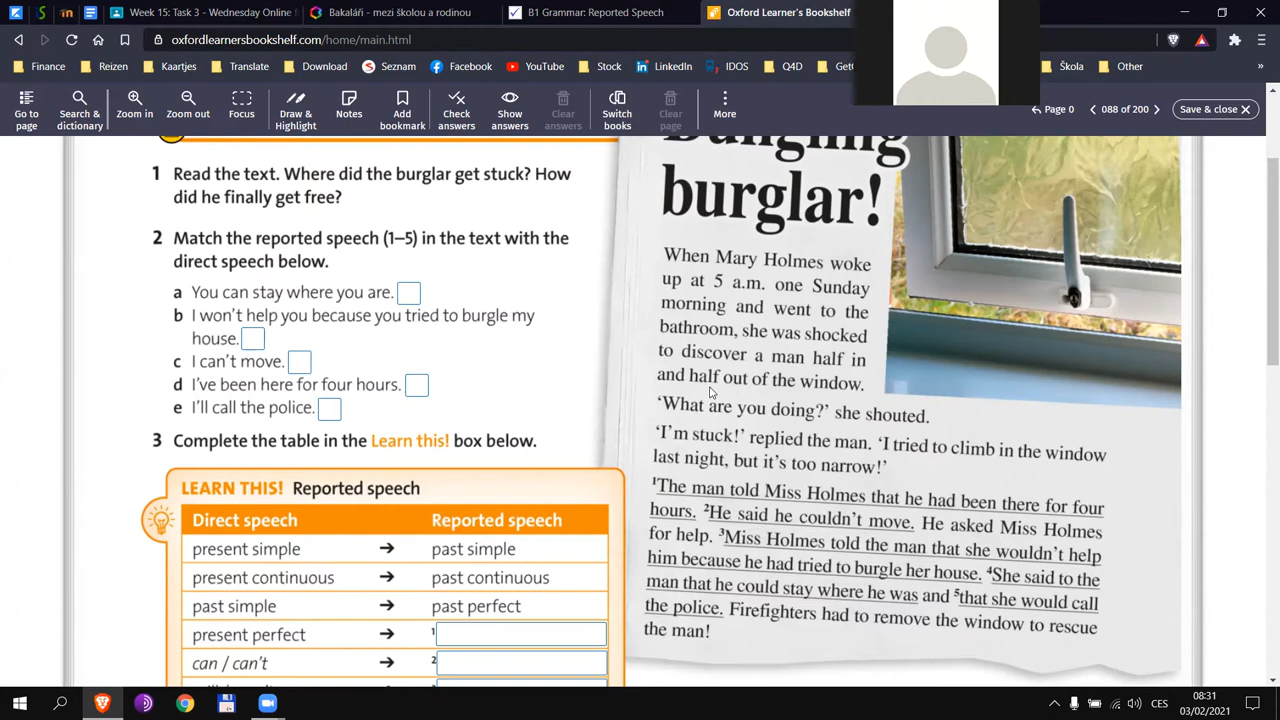 Week 15: Task 3 - Wednesday Online
Bakaláři - mezi školou a rodinou
B1 Grammar: Reported Speech
Oxford Learner's Bookshelf
oxfordlearnersbookshelf.com/home/main.html
Finance
Reizen
Kaartjes
Translate
Download
Seznam
Facebook
YouTube
Stock
LinkedIn
IDOS
Q4D
Škola
Other
»
Go to page
Search & dictionary
Zoom in
Zoom out
Focus
Draw & Highlight
Notes
Add bookmark
Check answers
Show answers
Clear answers
Switch books
Clear page
More
Page 0
088 of 200
Save & close
1 Read the text. Where did the burglar get stuck? How
did he finally get free?
2 Match the reported speech (1–5) in the text with the
direct speech below.
a You can stay where you are.
b I won't help you because you tried to burgle my
house.
c I can't move.
d I've been here for four hours.
e I'll call the police.
3 Complete the table in the Learn this! box below.
LEARN THIS! Reported speech
Direct speech Reported speech
present simple → past simple
present continuous → past continuous
past simple → past perfect
present perfect → 1
can / can't → 2
burglar!
When Mary Holmes woke
up at 5 a.m. one Sunday
morning and went to the
bathroom, she was shocked
to discover a man half in
and half out of the window.
'What are you doing?' she shouted.
'I'm stuck!' replied the man. 'I tried to climb in the window
last night, but it's too narrow!'
1The man told Miss Holmes that he had been there for four
hours. 2He said he couldn't move. He asked Miss Holmes
for help. 3Miss Holmes told the man that she wouldn't help
him because he had tried to burgle her house. 4She said to the
man that he could stay where he was and 5that she would call
the police. Firefighters had to remove the window to rescue
the man!
CES
08:31
03/02/2021